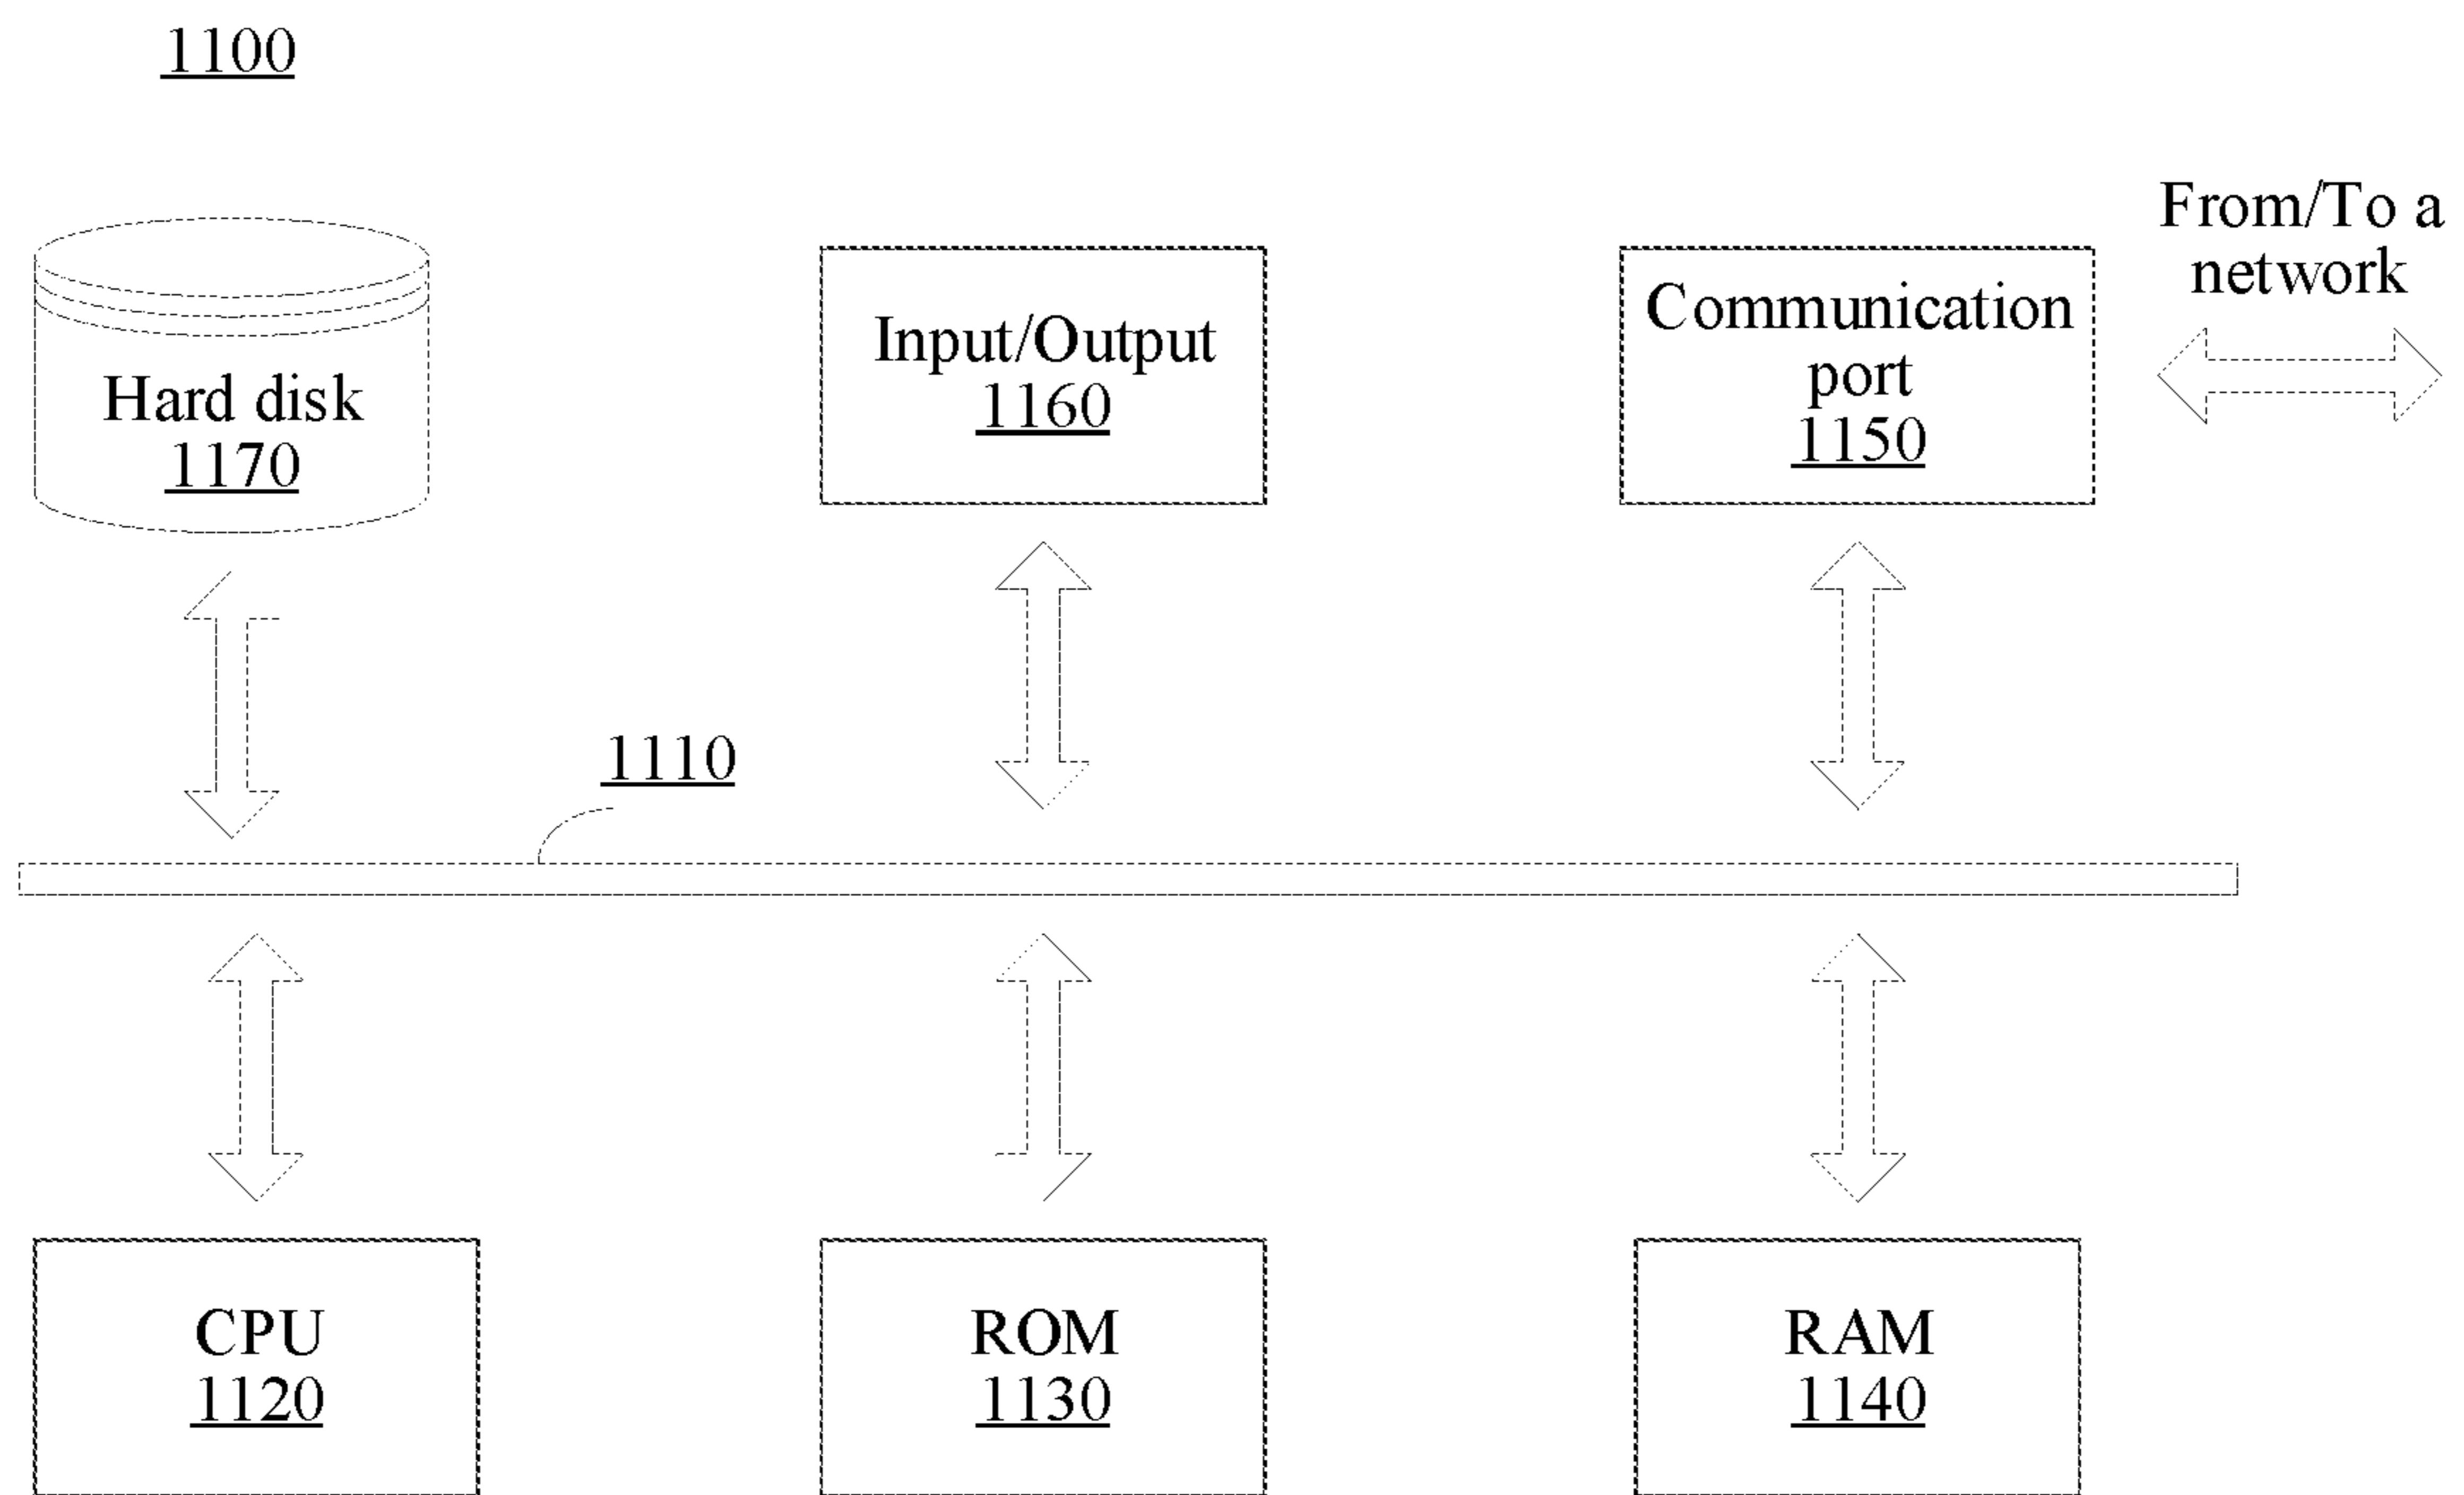 1100
From/To a
network
Hard disk
1170
Input/Output
1160
Communication
port
1150
1110
CPU
1120
ROM
1130
RAM
1140